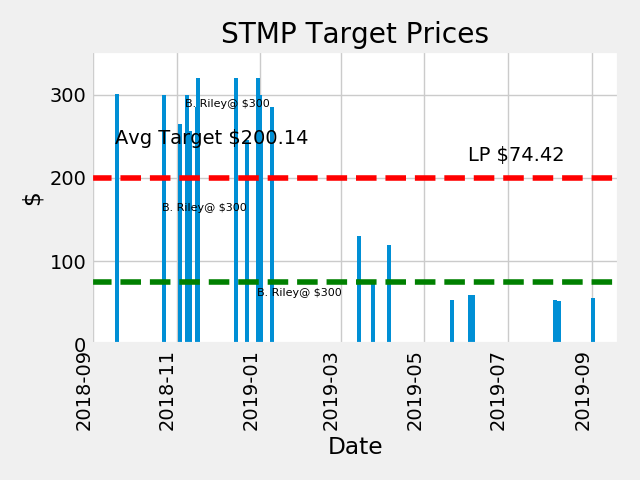 STMP Target Prices
300
B. Riley@ $300
Avg Target $200.14
LP $74.42
200
B. Riley@ $300
$
100
B. Riley@ $300
0
2018-09
2018-11
2019-01
2019-03
2019-05
2019-07
2019-09
Date